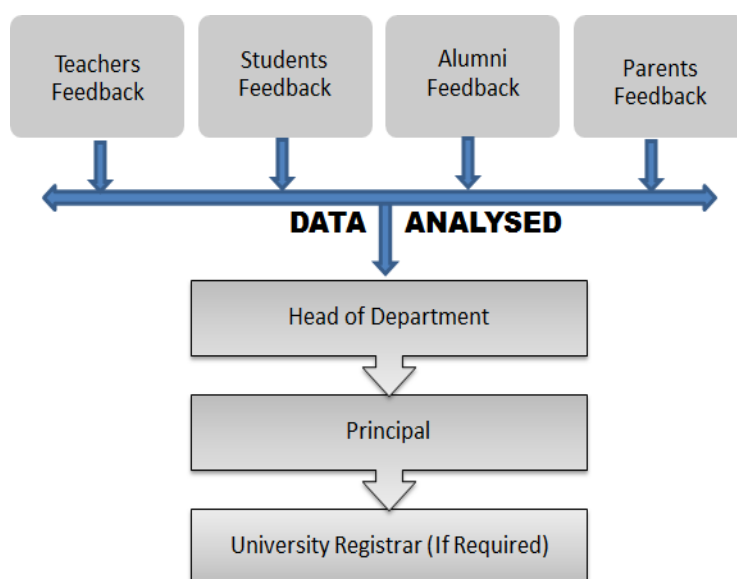 Teachers
Feedback
Students
Feedback
Alumni
Feedback
Parents
Feedback
DATA ANALYSED
Head of Department
Principal
University Registrar (If Required)